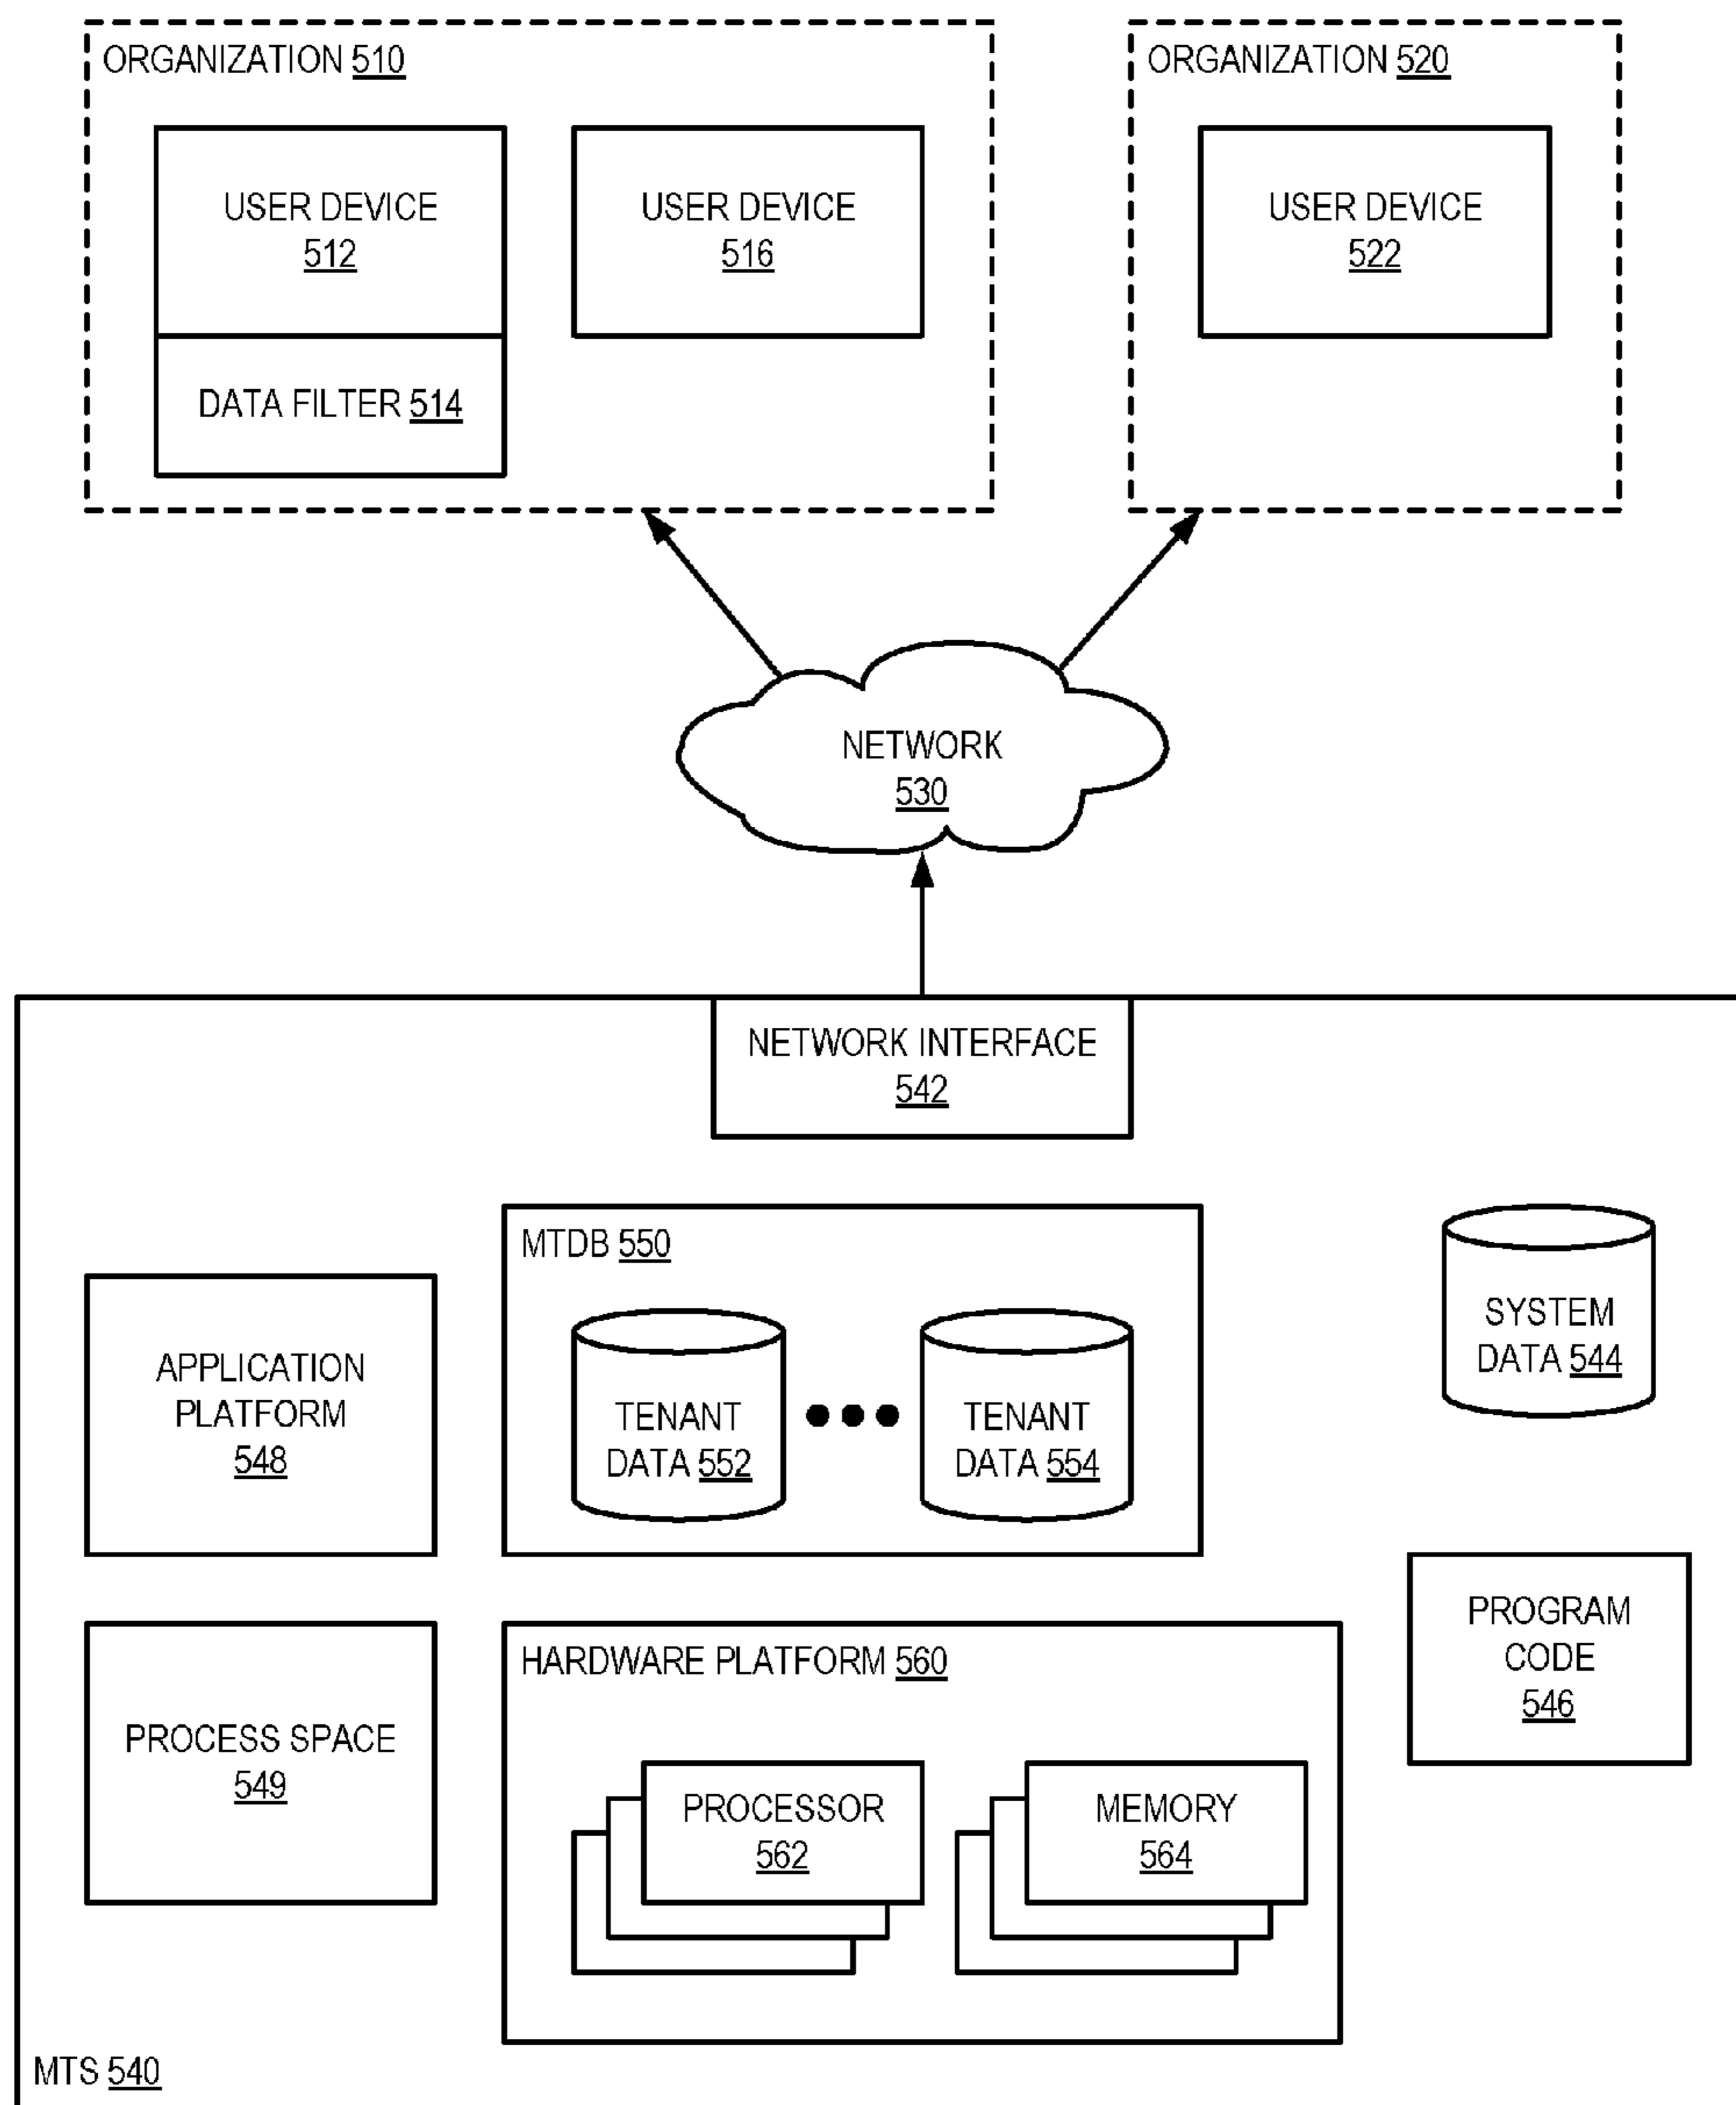 ORGANIZATION 510
USER DEVICE
512
DATA FILTER 514
USER DEVICE
516
ORGANIZATION 520
USER DEVICE
522
NETWORK
530
NETWORK INTERFACE
542
MTDB 550
TENANT
DATA 552
TENANT
DATA 554
SYSTEM
DATA 544
APPLICATION
PLATFORM
548
PROCESS SPACE
549
HARDWARE PLATFORM 560
PROCESSOR
562
MEMORY
564
PROGRAM
CODE
546
MTS 540